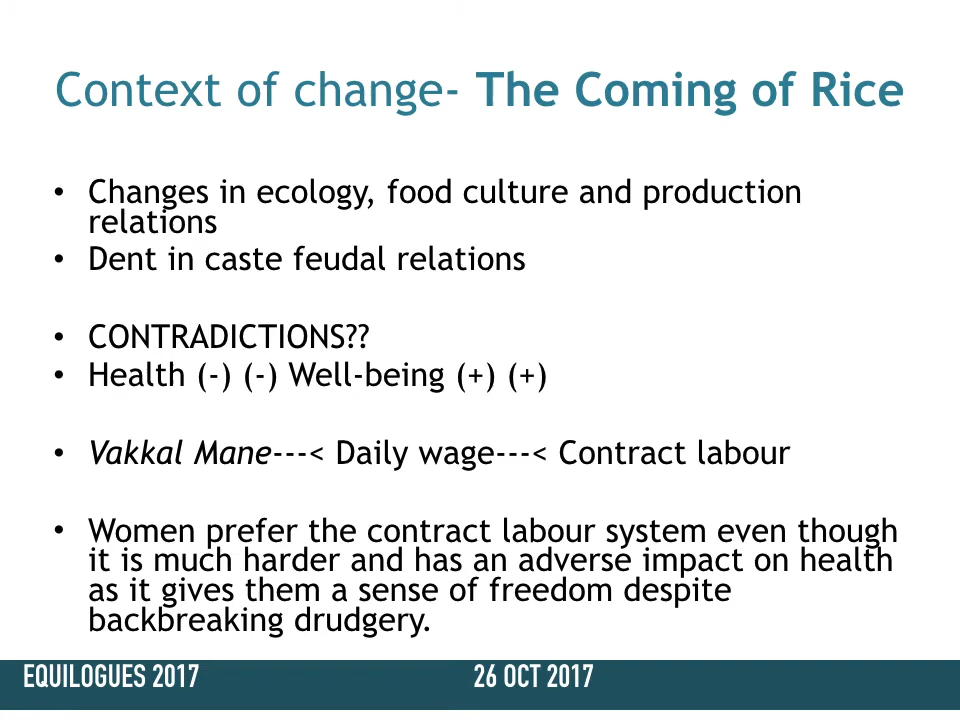 Context of change- The Coming of Rice
• Changes in ecology, food culture and production
relations
• Dent in caste feudal relations
• CONTRADICTIONS??
• Health (-) (-) Well-being (+) (+)
• Vakkal Mane---< Daily wage---< Contract labour
• Women prefer the contract labour system even though
it is much harder and has an adverse impact on health
as it gives them a sense of freedom despite
backbreaking drudgery.
EQUILOGUES 2017 26 OCT 2017